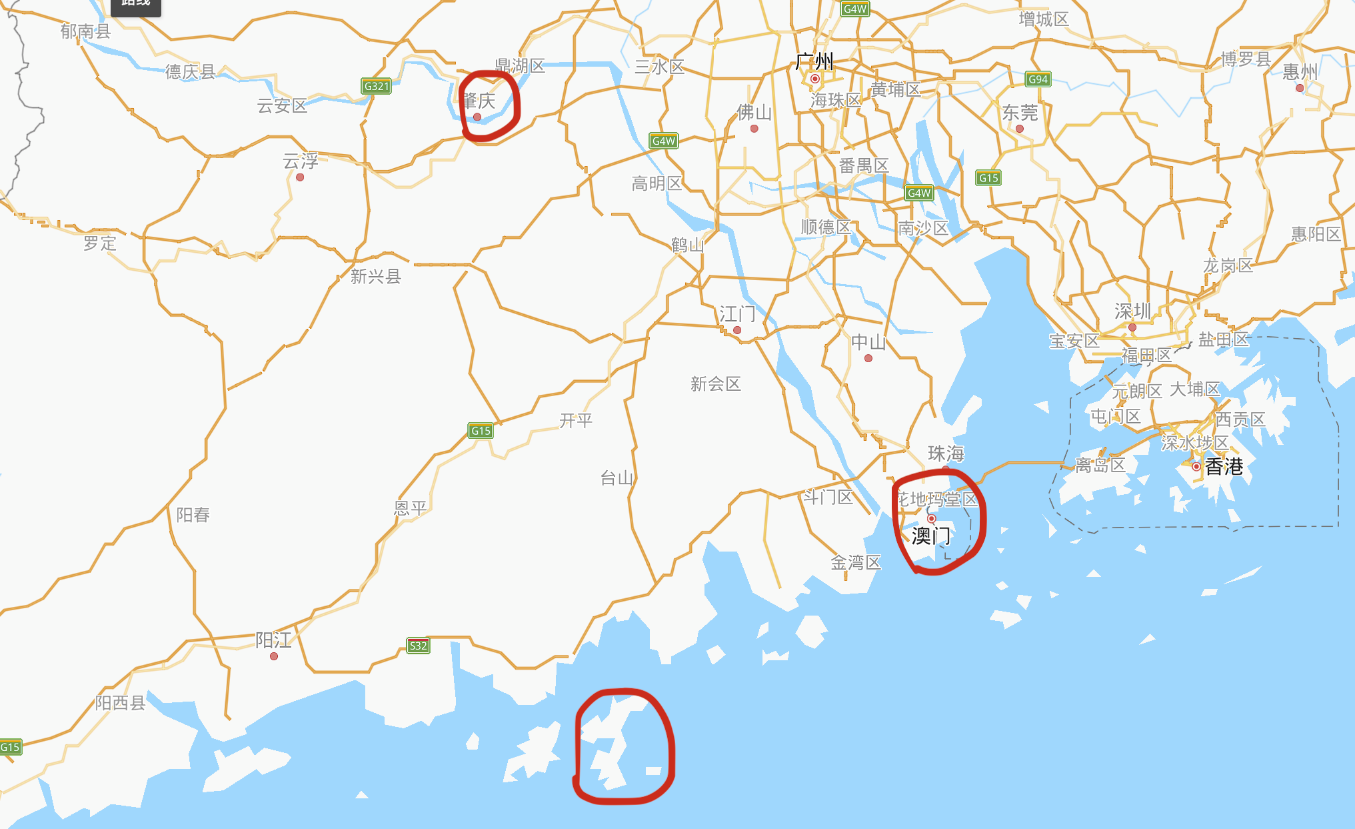 路线
G4W
郁南县
增城区
广州
鼎湖区
三水区
博罗县
德庆县
惠州
G321
G94
云安区
肇庆
佛山
海珠区
黄埔区
东莞
G4W
云浮
番禺区
G15
高明区
G4W
罗定
鹤山
顺德区
南沙区
惠阳区
新兴县
龙岗区
江门
深圳
中山
宝安区
盐田区
福田区
新会区
元朗区
大埔区
开平
屯门区
西贡区
G15
深水埗区
珠海
离岛区
香港
台山
斗门区
花地玛堂区
恩平
阳春
澳门
金湾区
阳江
S32
阳西县
G15